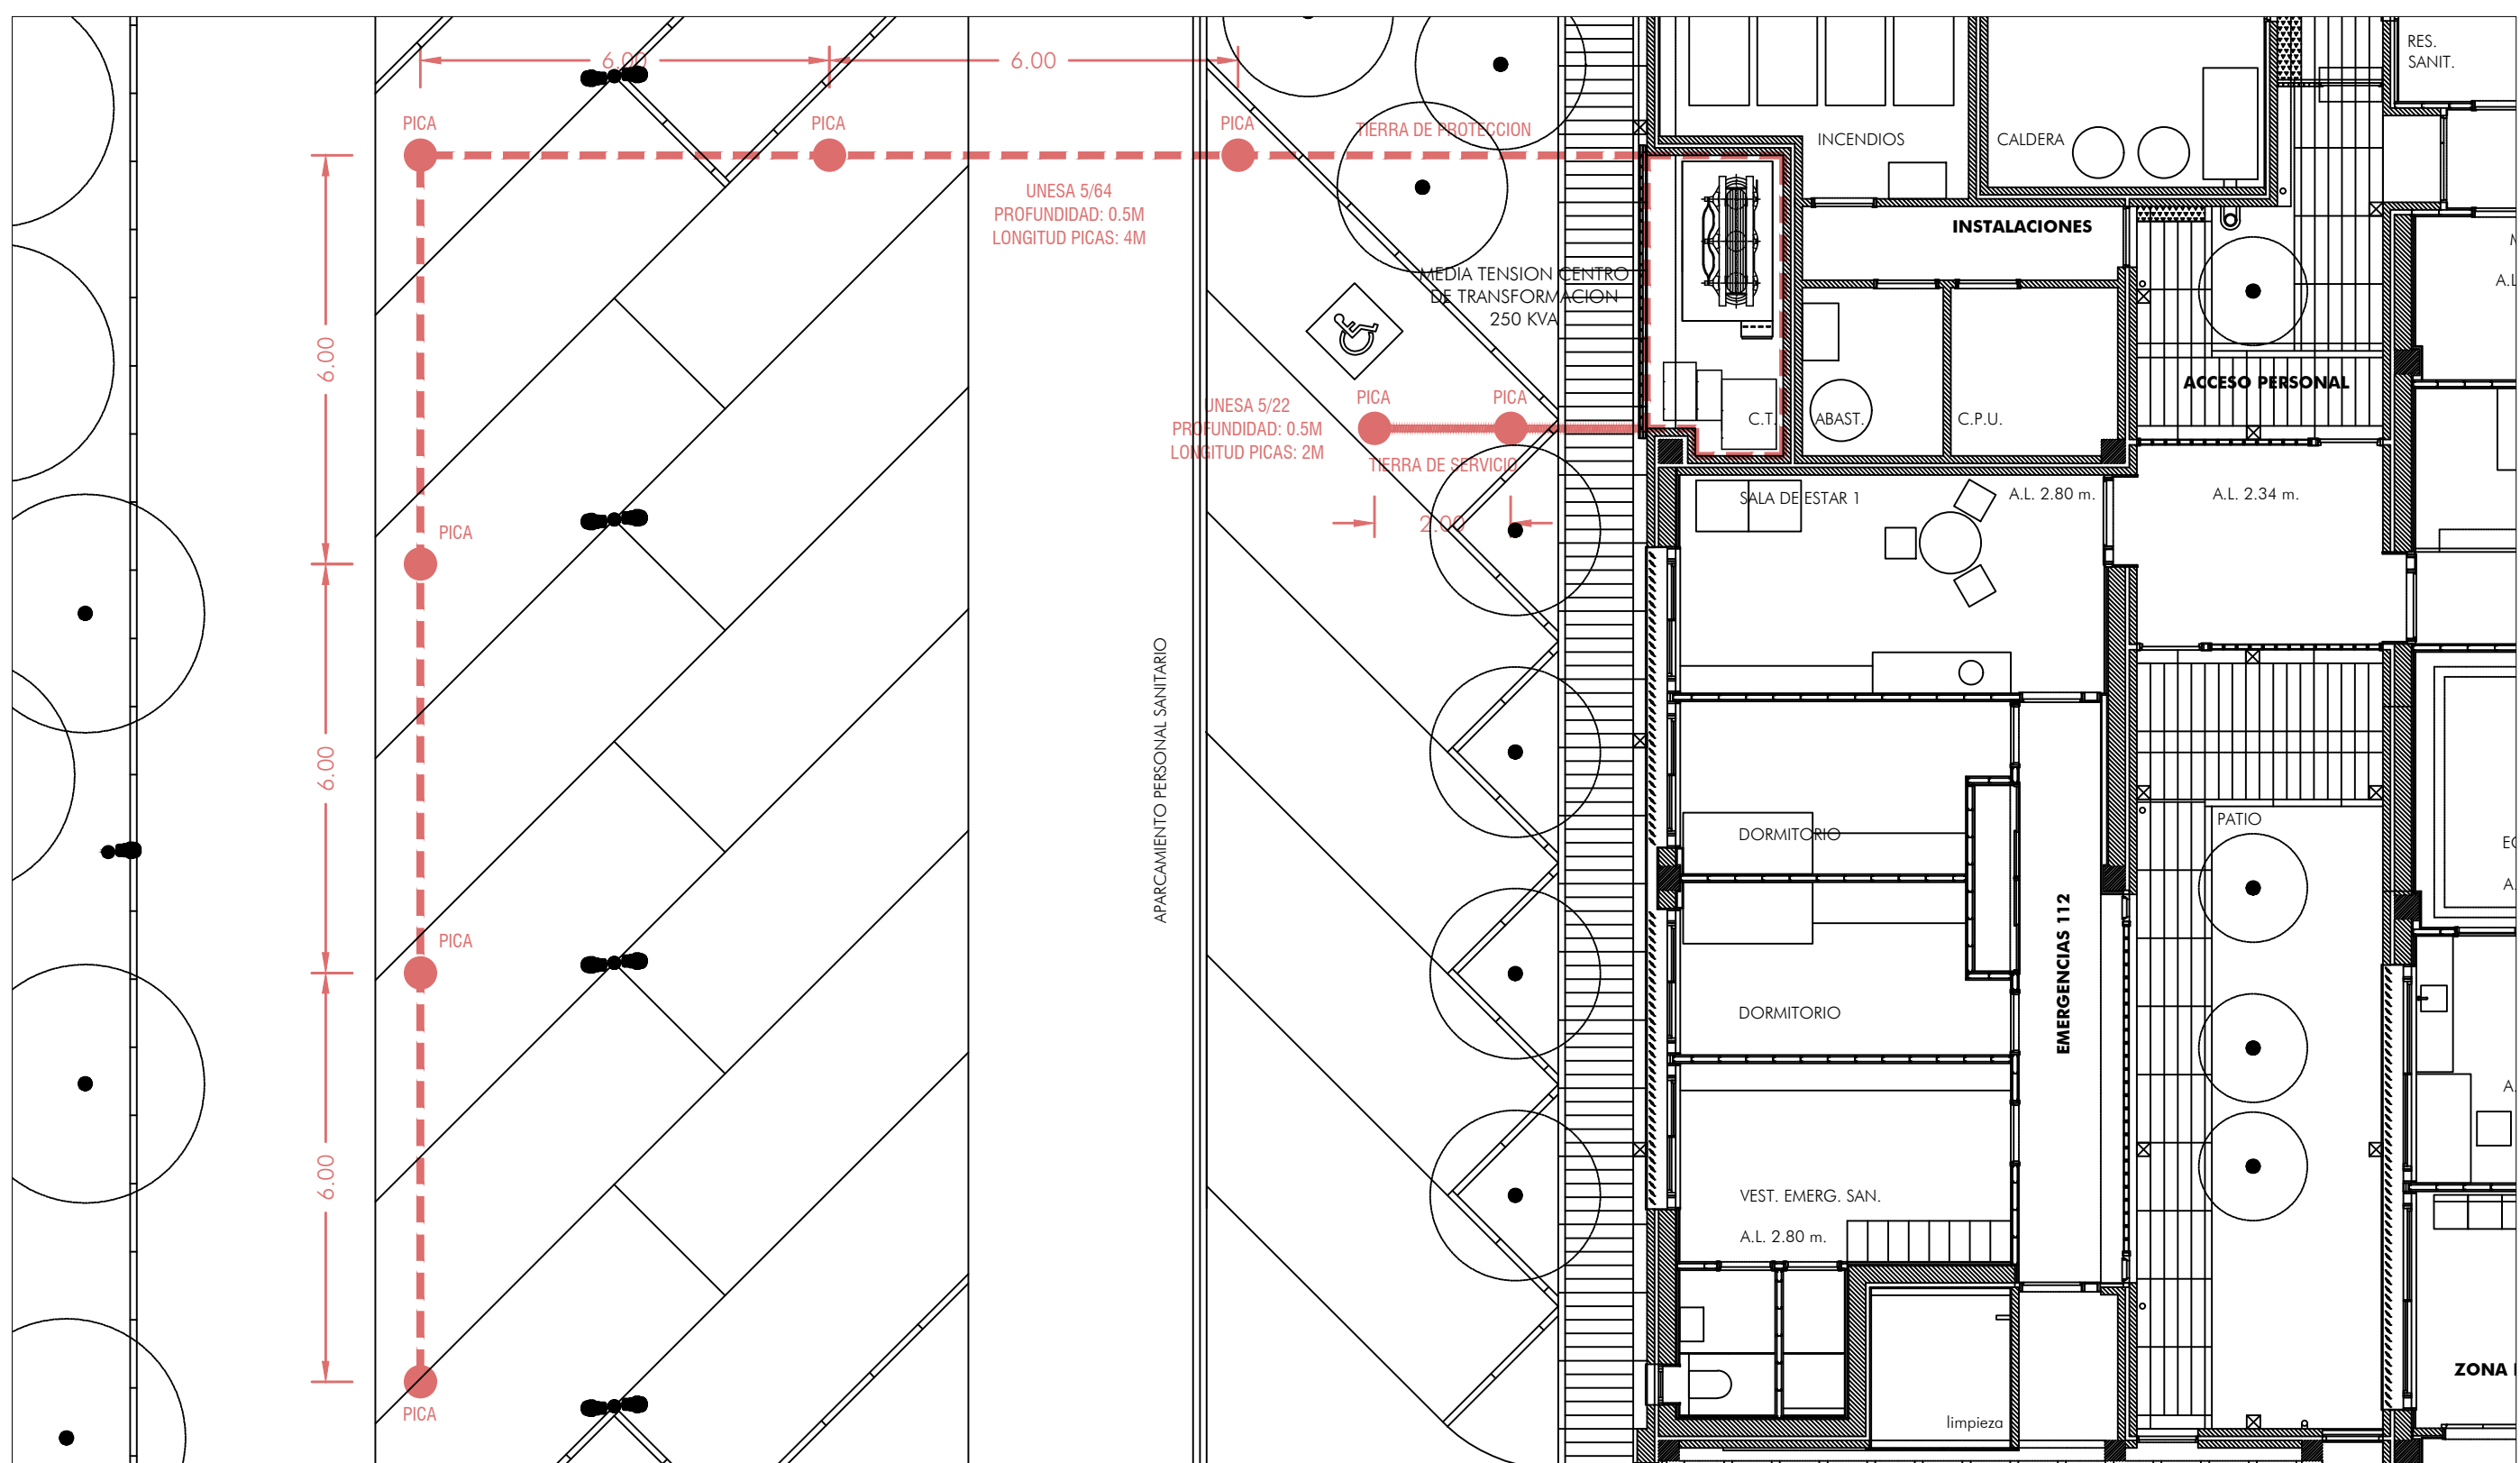 RES.
SANIT.
6.00
6.00
PICA
PICA
PICA
TIERRA DE PROTECCION
INCENDIOS
CALDERA
UNESA 5/64
PROFUNDIDAD: 0.5M
LONGITUD PICAS: 4M
INSTALACIONES
MEDIA TENSION CENTRO
DE TRANSFORMACION
250 KVA
6.00
ACCESO PERSONAL
UNESA 5/22
PROFUNDIDAD: 0.5M
LONGITUD PICAS: 2M
PICA
PICA
C.T.
ABAST.
C.P.U.
TIERRA DE SERVICIO
SALA DE ESTAR 1
A.L. 2.80 m.
A.L. 2.34 m.
2.00
PICA
6.00
APARCAMIENTO PERSONAL SANITARIO
PATIO
DORMITORIO
PICA
EMERGENCIAS 112
DORMITORIO
6.00
VEST. EMERG. SAN.
A.L. 2.80 m.
ZONA
PICA
limpieza